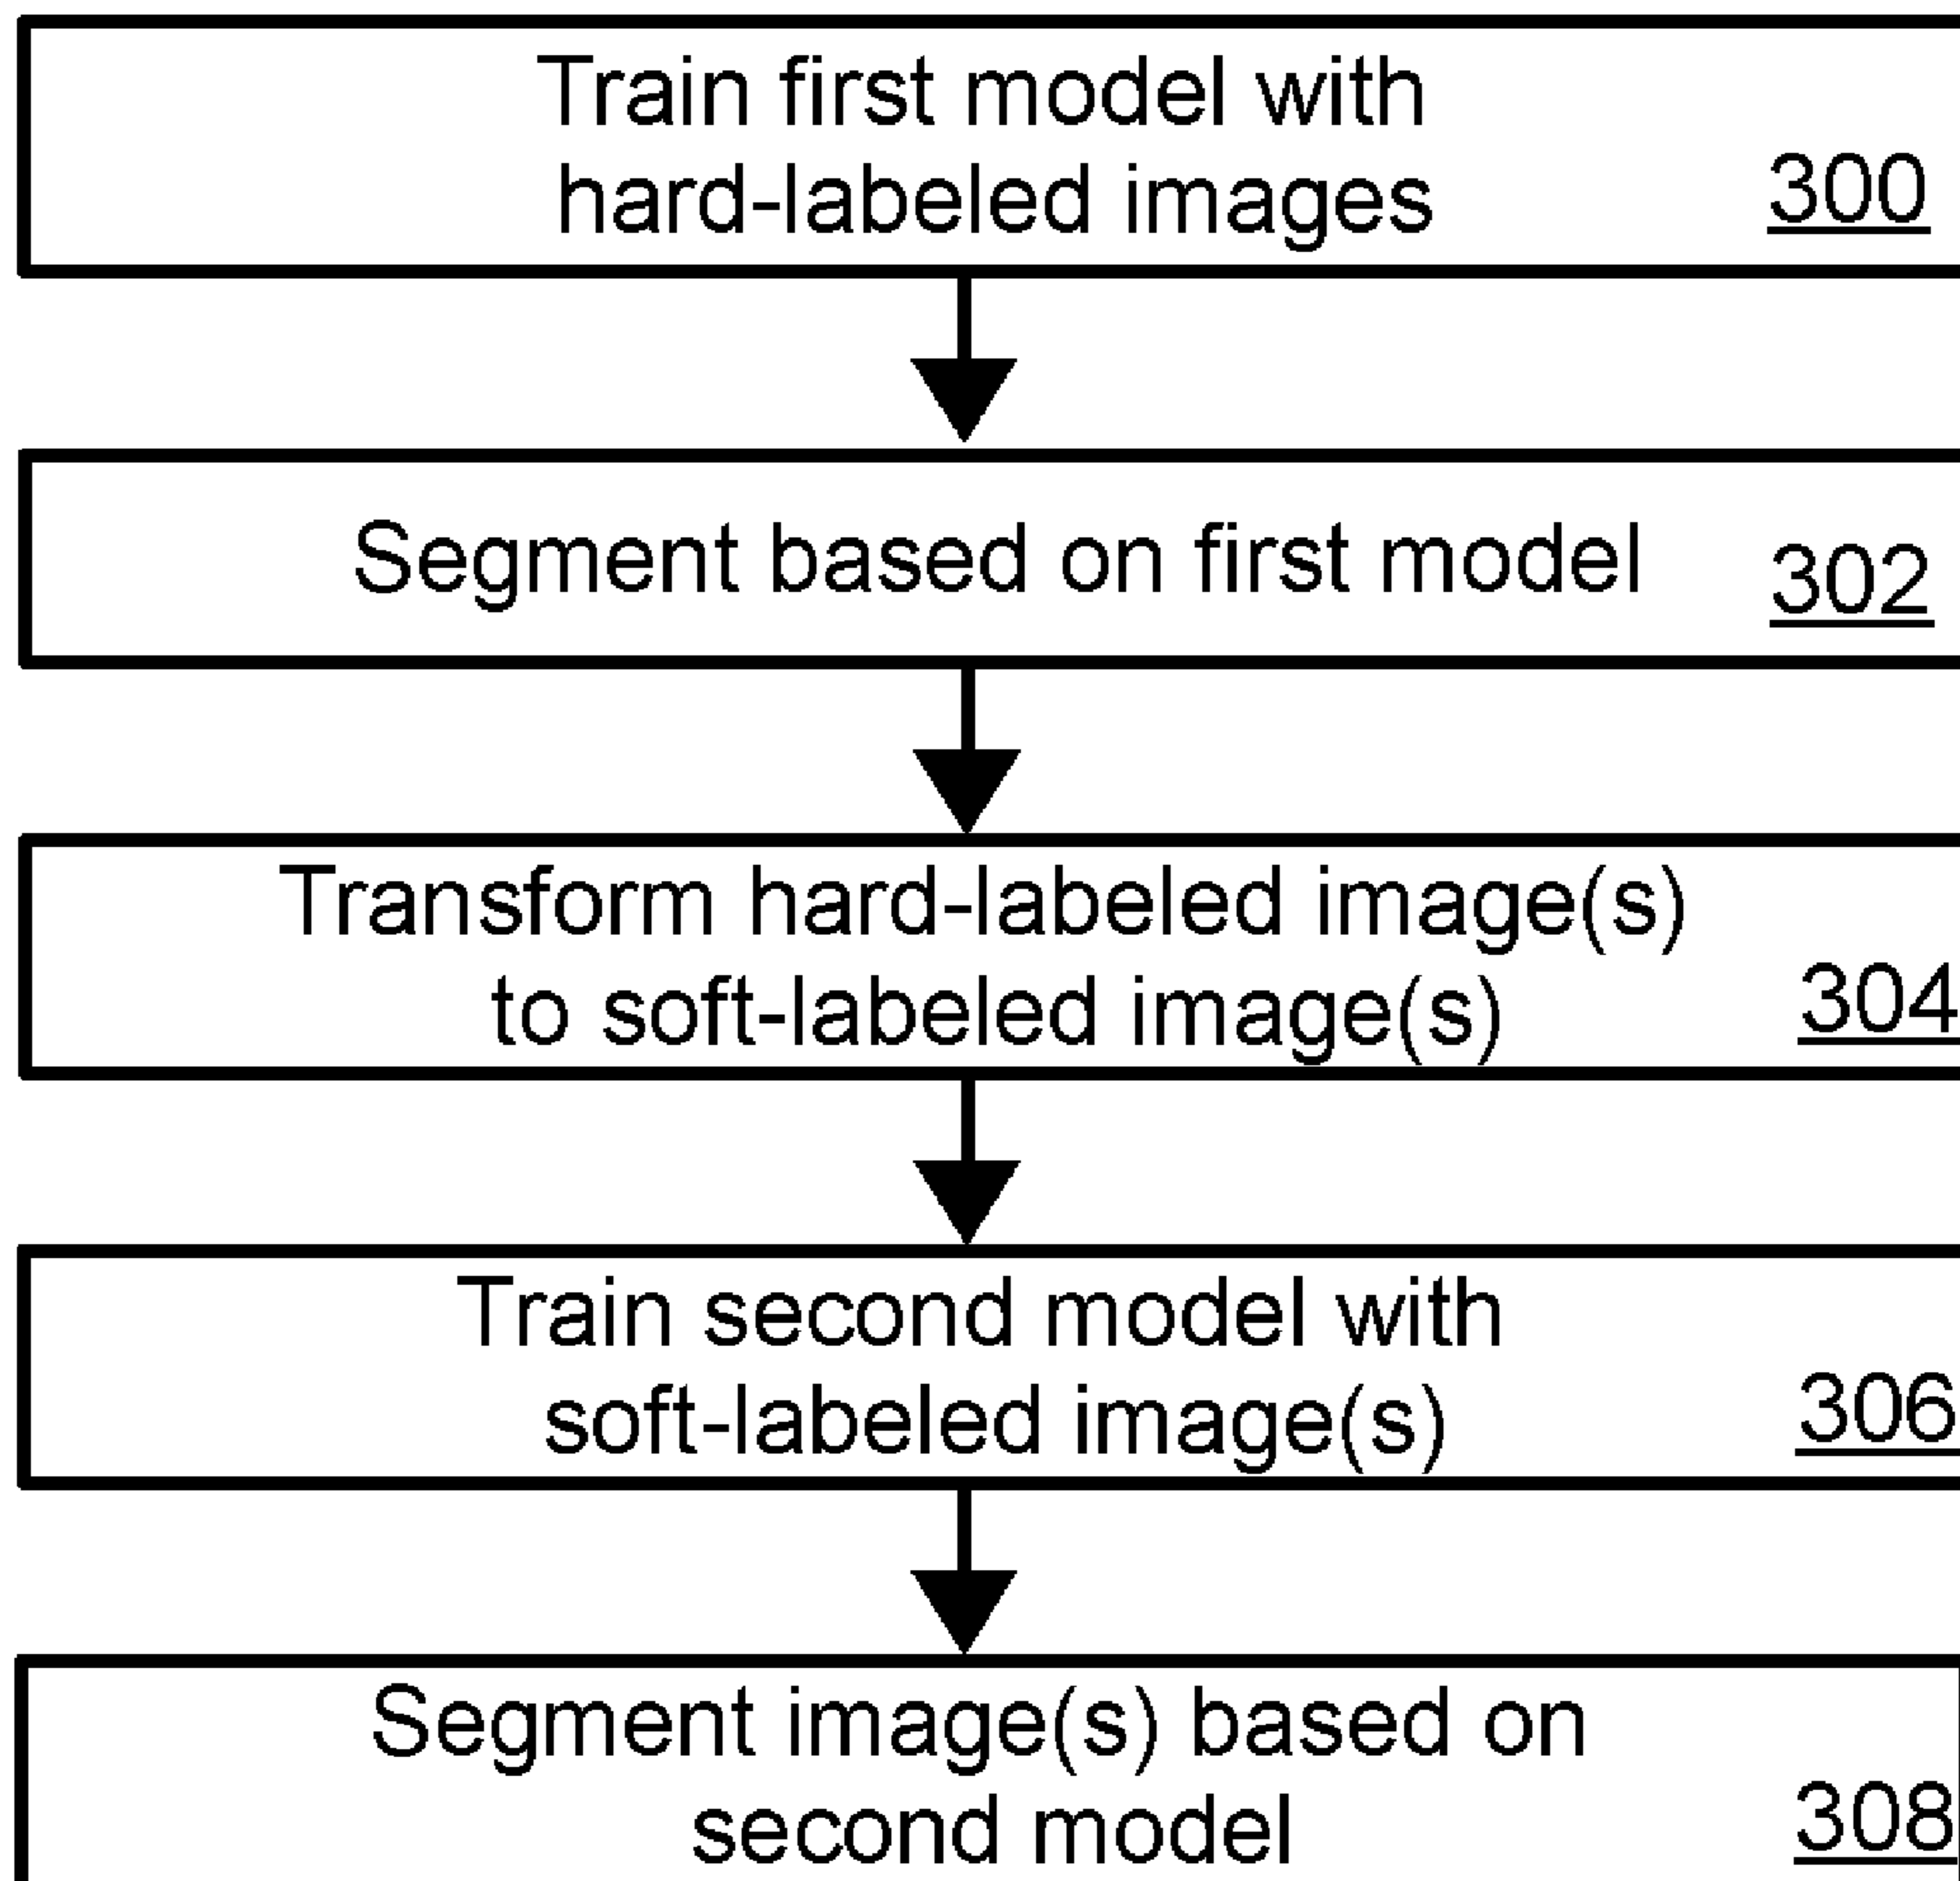 Train first model with
hard-labeled images
300
Segment based on first model
302
Transform hard-labeled image(s)
to soft-labeled image(s)
304
Train second model with
soft-labeled image(s)
306
Segment image(s) based on
second model
308